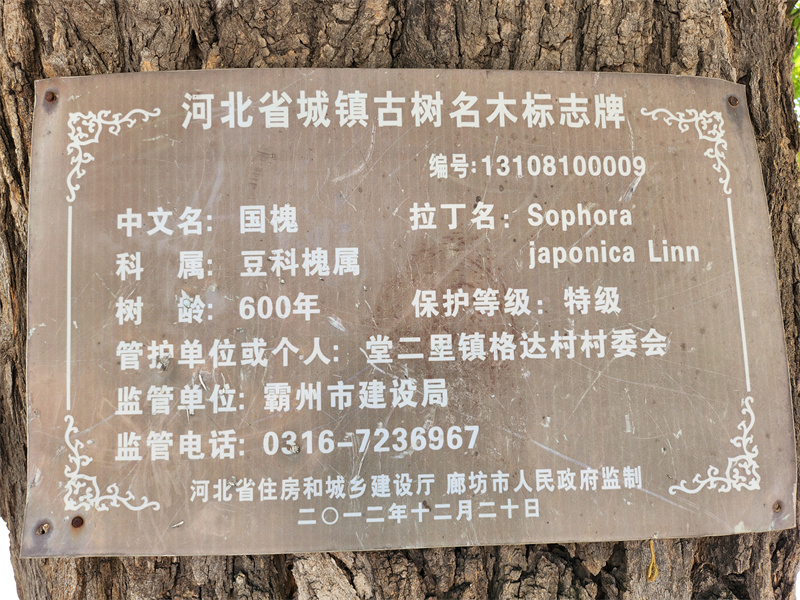 河北省城镇古树名木标志牌
编号:13108100009
中文名: 国槐 拉丁名: Sophora
japonica Linn
科 属: 豆科槐属
树 龄: 600年 保护等级: 特级
管护单位或个人: 堂二里镇格达村村委会
监管单位: 霸州市建设局
监管电话: 0316-7236967
河北省住房和城乡建设厅 廊坊市人民政府监制
二〇一二年十二月二十日